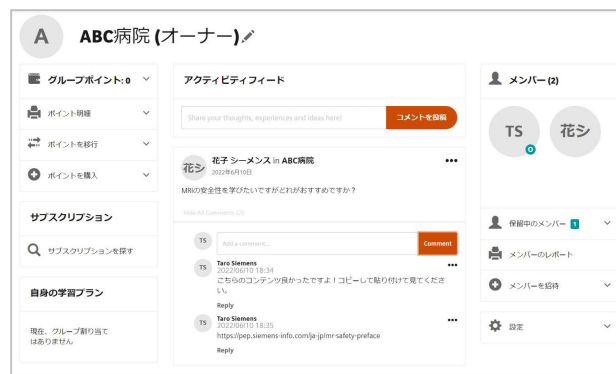 A
ABC病院 (オーナー)
グループポイント: 0
ポイント明細
ポイントを移行
ポイントを購入
サブスクリプション
サブスクリプションを探す
自身の学習プラン
現在、グループ割り当て
はありません
アクティビティフィード
Share your thoughts, experiences and ideas here!
コメントを投稿
花シ
花子 シーメンス in ABC病院
2022年6月10日
MRIの安全性を学びたいですがどれがおすすめですか？
Hide All Comments (2)
TS
Add a comment...
Comment
TS
Taro Siemens
2022/06/10 18:34
こちらのコンテンツ良かったですよ！コピーして貼り付けて見てくださ
い。
Reply
TS
Taro Siemens
2022/06/10 18:35
https://pep.siemens-info.com/ja-jp/mr-safety-preface
Reply
メンバー (2)
TS
O
花シ
保留中のメンバー 1
メンバーのレポート
メンバーを招待
設定